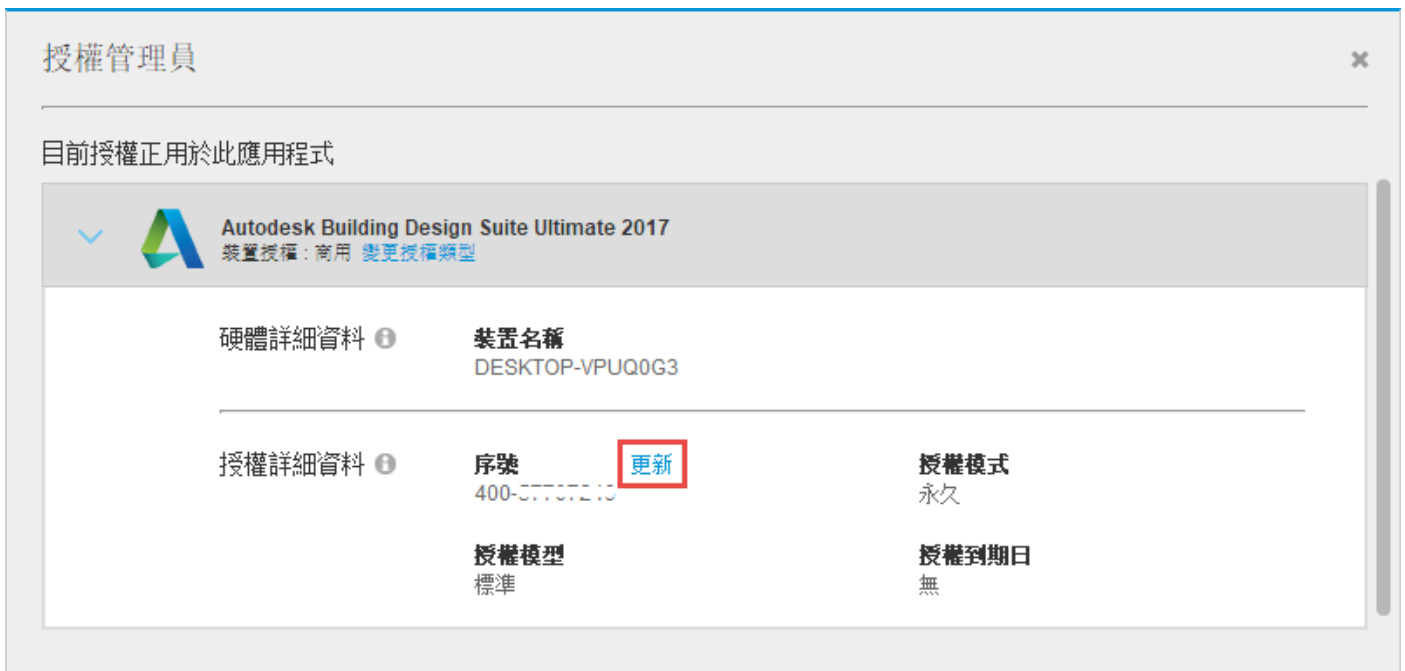 授權管理員
目前授權正用於此應用程式
Autodesk Building Design Suite Ultimate 2017
裝置授權：商用 變更授權類型
硬體詳細資料
裝置名稱
DESKTOP-VPUQ0G3
授權詳細資料
序號 更新
400-
授權模式
永久
授權模型
標準
授權到期日
無